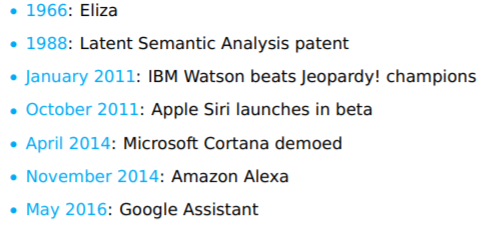 • 1966: Eliza
• 1988: Latent Semantic Analysis patent
• January 2011: IBM Watson beats Jeopardy! champions
• October 2011: Apple Siri launches in beta
• April 2014: Microsoft Cortana demoed
• November 2014: Amazon Alexa
• May 2016: Google Assistant